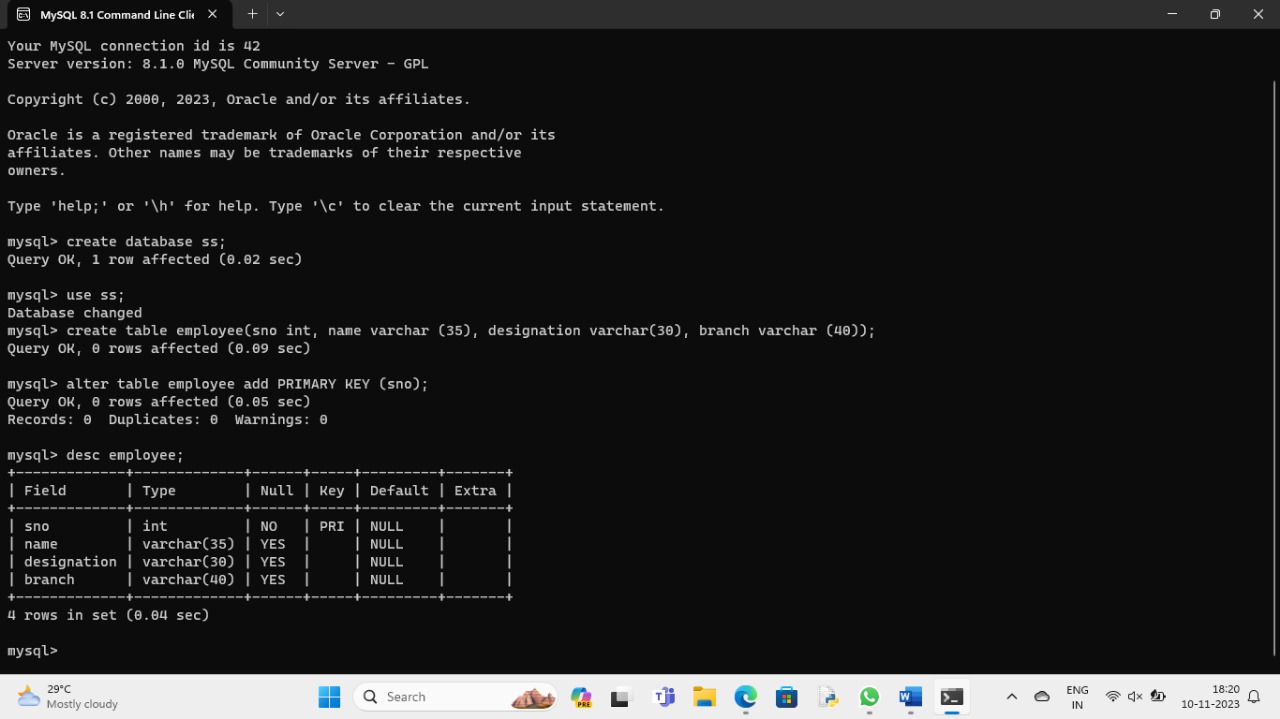 MySQL 8.1 Command Line Clie
Your MySQL connection id is 42
Server version: 8.1.0 MySQL Community Server - GPL
Copyright (c) 2000, 2023, Oracle and/or its affiliates.
Oracle is a registered trademark of Oracle Corporation and/or its
affiliates. Other names may be trademarks of their respective
owners.
Type 'help;' or '\h' for help. Type '\c' to clear the current input statement.
mysql> create database ss;
Query OK, 1 row affected (0.02 sec)
mysql> use ss;
Database changed
mysql> create table employee(sno int, name varchar (35), designation varchar(30), branch varchar (40));
Query OK, 0 rows affected (0.09 sec)
mysql> alter table employee add PRIMARY KEY (sno);
Query OK, 0 rows affected (0.05 sec)
Records: 0  Duplicates: 0  Warnings: 0
mysql> desc employee;
+-------------+-------------+------+-----+---------+-------+
| Field       | Type        | Null | Key | Default | Extra |
+-------------+-------------+------+-----+---------+-------+
| sno         | int         | NO   | PRI | NULL    |       |
| name        | varchar(35) | YES  |     | NULL    |       |
| designation | varchar(30) | YES  |     | NULL    |       |
| branch      | varchar(40) | YES  |     | NULL    |       |
+-------------+-------------+------+-----+---------+-------+
4 rows in set (0.04 sec)
mysql>
29°C
Mostly cloudy
Search
PRE
ENG
IN
18:20
10-11-2023